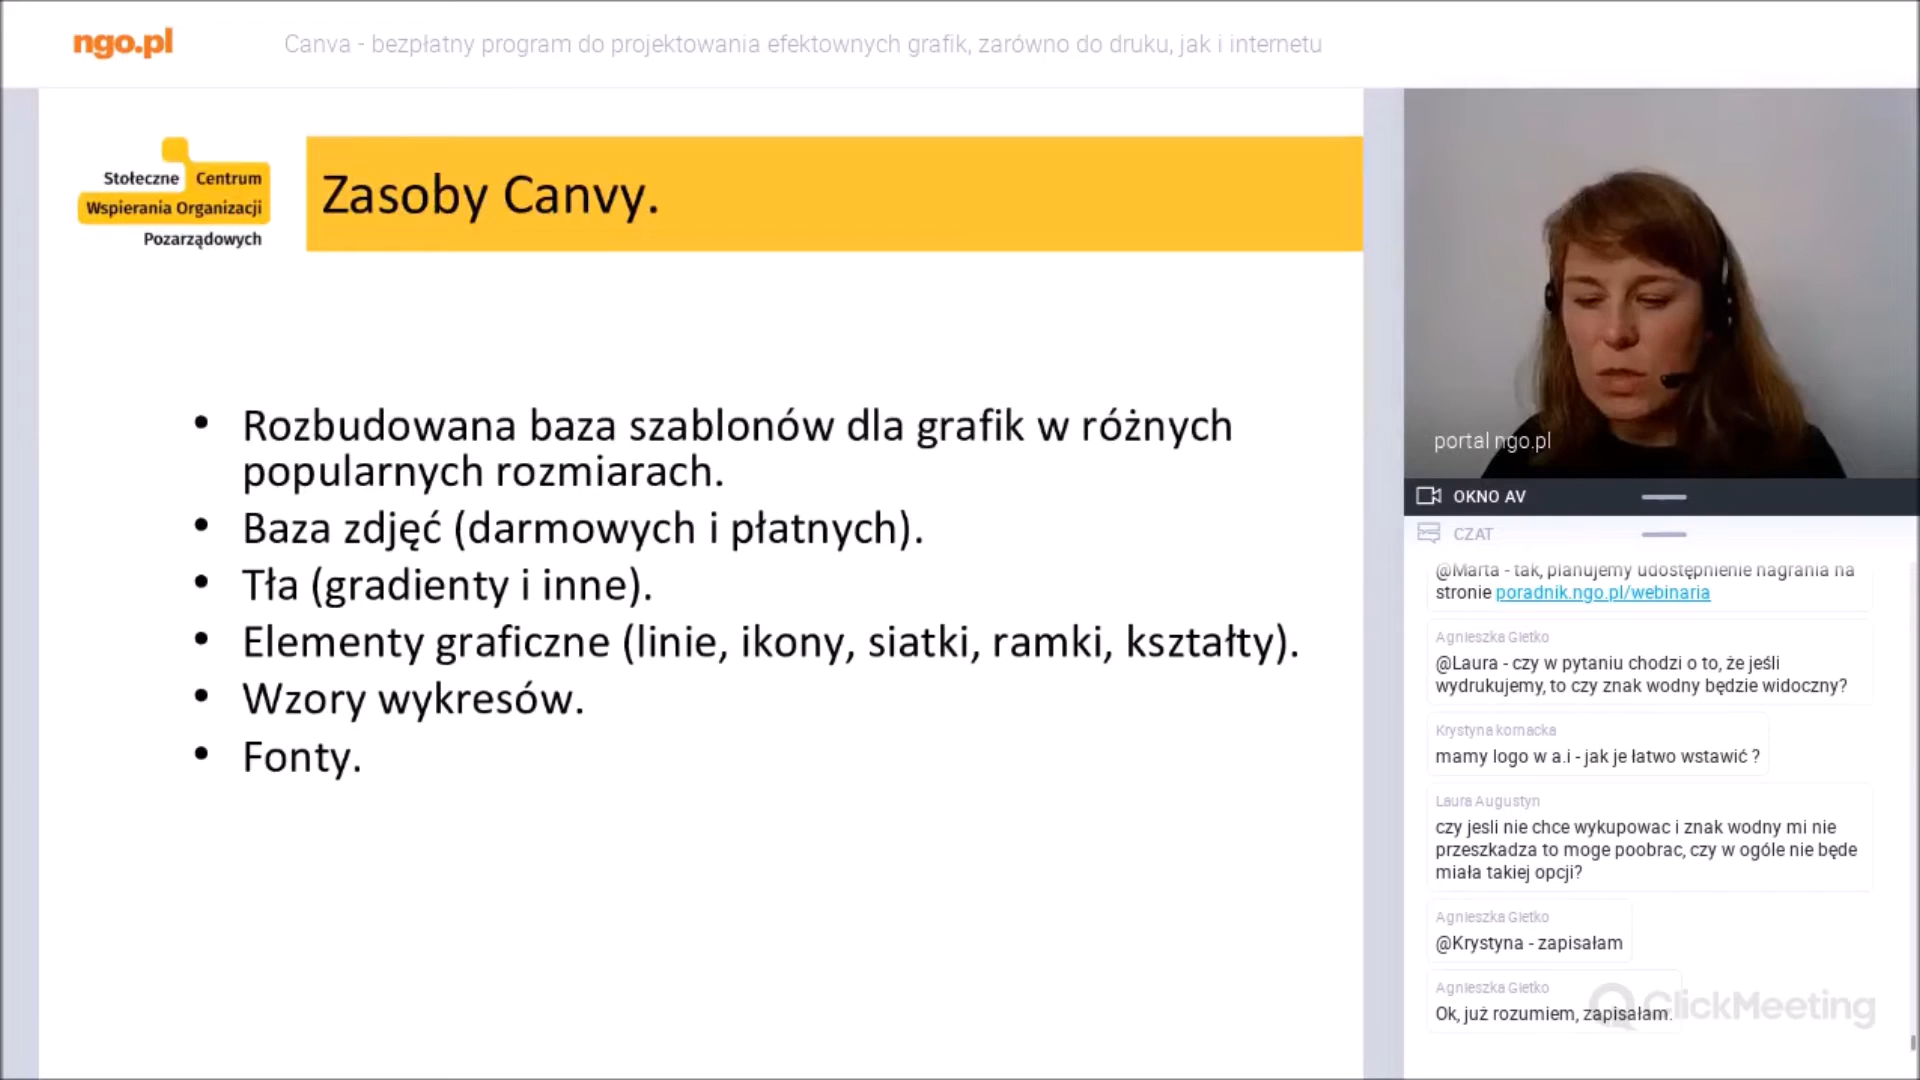 ngo.pl
Canva - bezpłatny program do projektowania efektownych grafik, zarówno do druku, jak i internetu
Stołeczne Centrum
Wspierania Organizacji
Pozarządowych
Zasoby Canvy.
• Rozbudowana baza szablonów dla grafik w różnych
popularnych rozmiarach.
• Baza zdjęć (darmowych i płatnych).
• Tła (gradienty i inne).
• Elementy graficzne (linie, ikony, siatki, ramki, kształty).
• Wzory wykresów.
• Fonty.
portal ngo.pl
OKNO AV
CZAT
@Marta - tak, planujemy udostępnienie nagrania na
stronie poradnik.ngo.pl/webinaria
Agnieszka Gietko
@Laura - czy w pytaniu chodzi o to, że jeśli
wydrukujemy, to czy znak wodny będzie widoczny?
Krystyna kornacka
mamy logo w a.i - jak je łatwo wstawić ?
Laura Augustyn
czy jesli nie chce wykupowac i znak wodny mi nie
przeszkadza to moge poobrac, czy w ogóle nie będe
miała takiej opcji?
Agnieszka Gietko
@Krystyna - zapisałam
Agnieszka Gietko
Ok, już rozumiem, zapisałam.
ClickMeeting